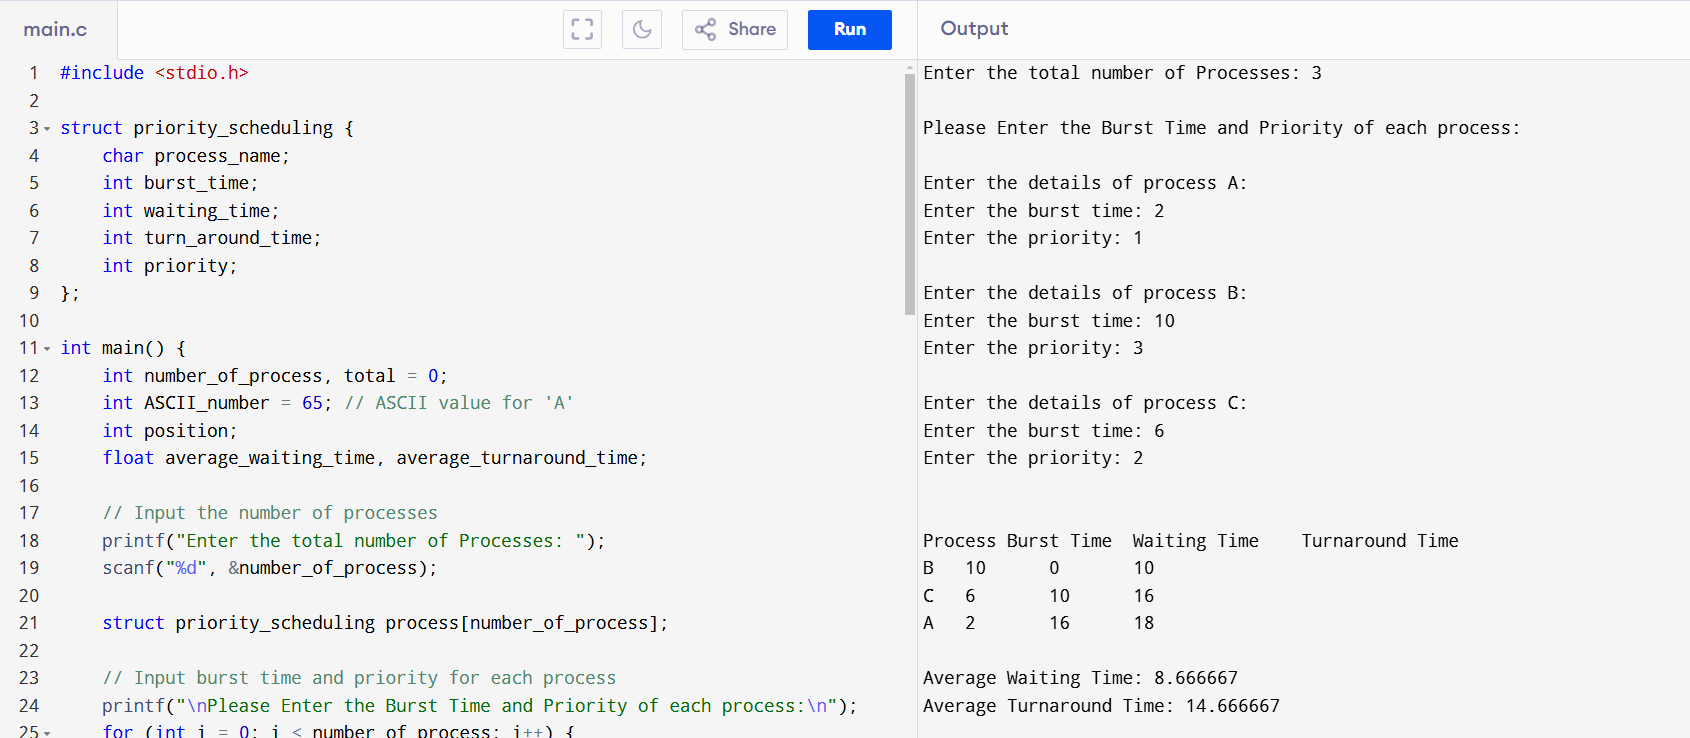 main.c
Share
Run
Output
1 #include <stdio.h>
2
3 struct priority_scheduling {
4 char process_name;
5 int burst_time;
6 int waiting_time;
7 int turn_around_time;
8 int priority;
9 };
10
11 int main() {
12 int number_of_process, total = 0;
13 int ASCII_number = 65; // ASCII value for 'A'
14 int position;
15 float average_waiting_time, average_turnaround_time;
16
17 // Input the number of processes
18 printf("Enter the total number of Processes: ");
19 scanf("%d", &number_of_process);
20
21 struct priority_scheduling process[number_of_process];
22
23 // Input burst time and priority for each process
24 printf("\nPlease Enter the Burst Time and Priority of each process:\n");
25 for (int i = 0; i < number_of_process; i++) {
Enter the total number of Processes: 3
Please Enter the Burst Time and Priority of each process:
Enter the details of process A:
Enter the burst time: 2
Enter the priority: 1
Enter the details of process B:
Enter the burst time: 10
Enter the priority: 3
Enter the details of process C:
Enter the burst time: 6
Enter the priority: 2
Process Burst Time Waiting Time Turnaround Time
B 10 0 10
C 6 10 16
A 2 16 18
Average Waiting Time: 8.666667
Average Turnaround Time: 14.666667